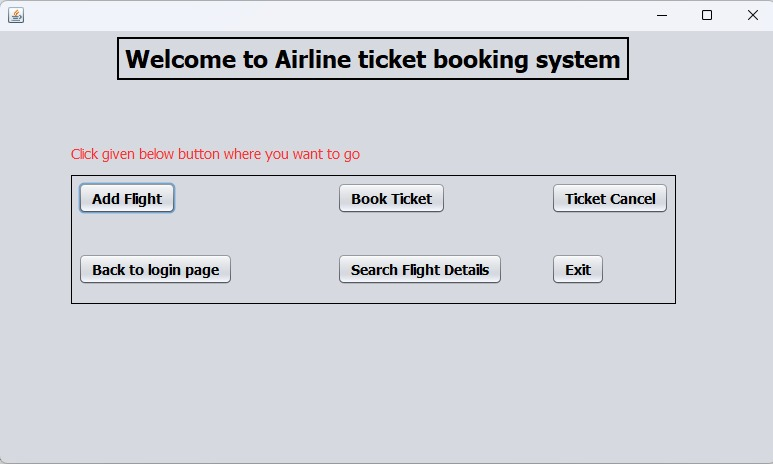 Welcome to Airline ticket booking system
Click given below button where you want to go
Add Flight
Book Ticket
Ticket Cancel
Back to login page
Search Flight Details
Exit